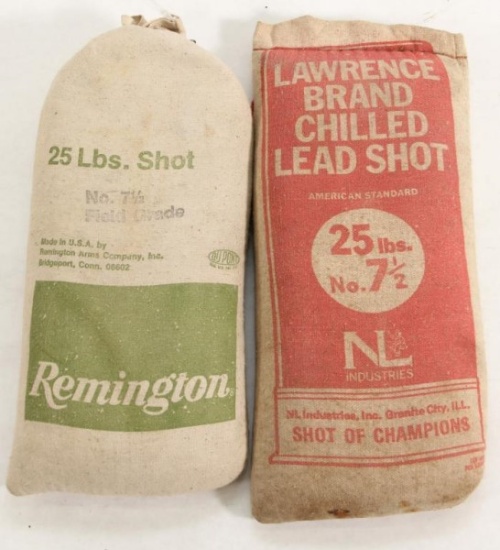 25 Lbs. Shot
No. 7½
Field Grade
Made in U.S.A. by
Remington Arms Company, Inc.
Bridgeport, Conn. 06602
DU PONT
Remington
LAWRENCE
BRAND
CHILLED
LEAD SHOT
AMERICAN STANDARD
25 lbs.
No. 7½
NL
INDUSTRIES
NL Industries, Inc. Granite City, ILL.
SHOT OF CHAMPIONS